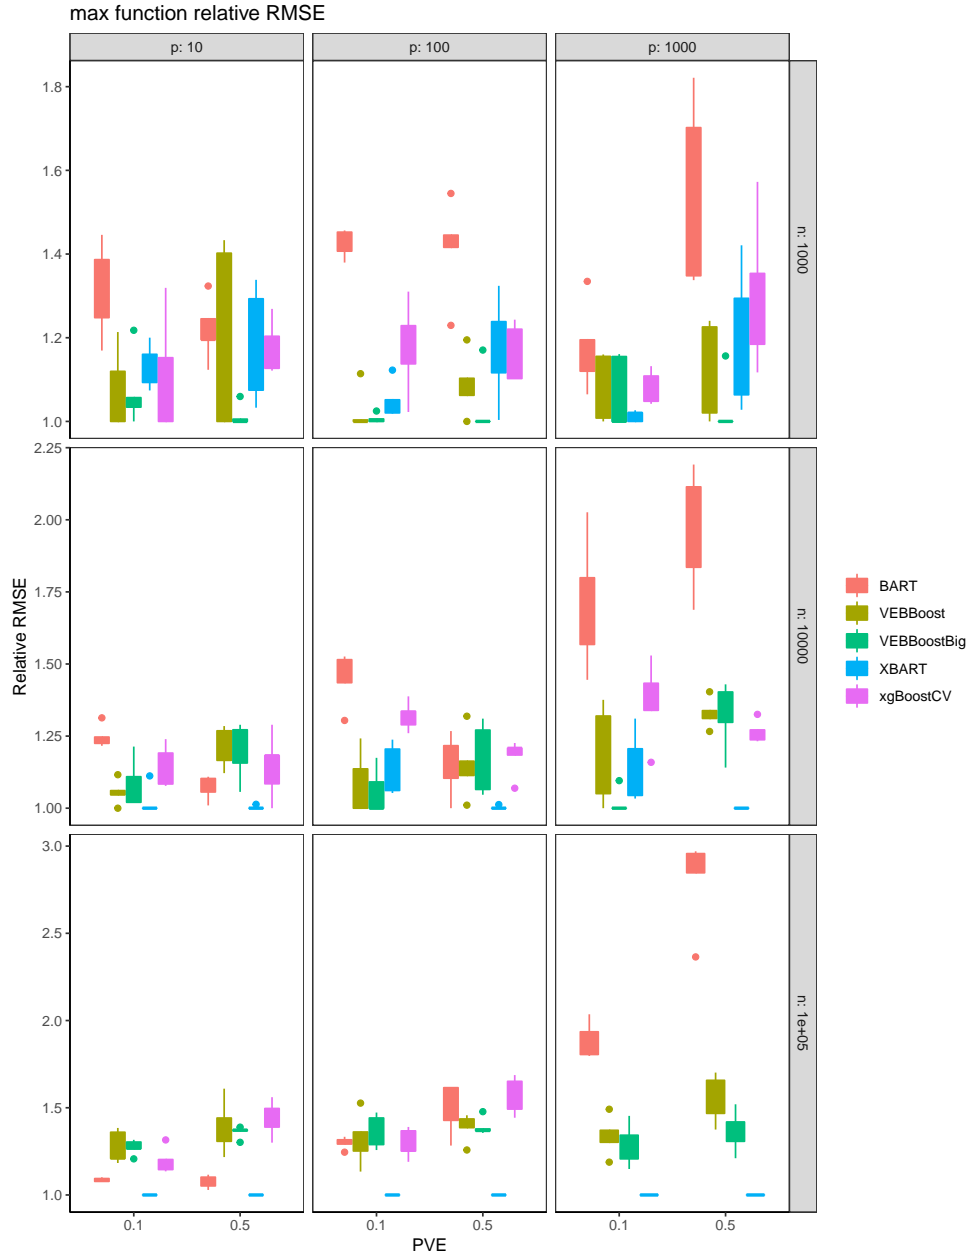 max function relative RMSE
p: 10
p: 100
p: 1000
1.8
1.6
1.4
1.2
1.0
n: 1000
2.25
2.00
1.75
1.50
1.25
1.00
n: 10000
3.0
2.5
2.0
1.5
1.0
n: 1e+05
0.1
0.5
0.1
0.5
0.1
0.5
PVE
Relative RMSE
BART
VEBBoost
VEBBoostBig
XBART
xgBoostCV